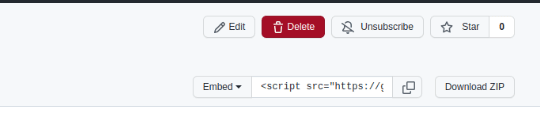 Edit Delete Unsubscribe Star 0
Embed <script src="https://g Download ZIP